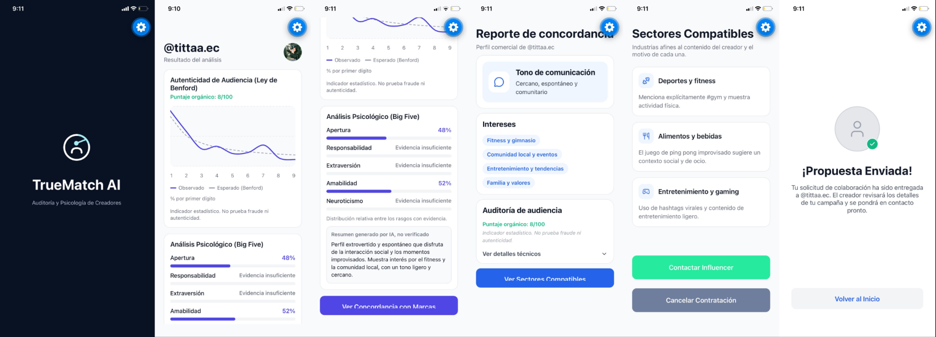 9:11
TrueMatch AI
Auditoría y Psicología de Creadores
9:10
@tittaa.ec
Resultado del análisis
Autenticidad de Audiencia (Ley de
Benford)
Puntaje orgánico: 6/100
1 2 3 4 5 6 7 8 9
Observado Esperado (Benford)
% por primer dígito
Indicador estadístico. No prueba fraude ni
autenticidad.
Análisis Psicológico (Big Five)
Apertura 48%
Responsabilidad Evidencia insuficiente
Extraversión Evidencia insuficiente
Amabilidad 52%
9:11
1 2 3 4 5 6 7 8 9
Observado Esperado (Benford)
% por primer dígito
Indicador estadístico. No prueba fraude ni
autenticidad.
Análisis Psicológico (Big Five)
Apertura 48%
Responsabilidad Evidencia insuficiente
Extraversión Evidencia insuficiente
Amabilidad 52%
Neuroticismo Evidencia insuficiente
Distribución relativa entre los rasgos con evidencia.
Resumen generado por IA, no verificado
Perfil extrovertido y espontáneo que disfruta
de la interacción social y los momentos
improvisados. Muestra interés por el fitness y
la comunidad local, con un tono ligero y
cercano.
Ver Concordancia con Marcas
9:11
Reporte de concordancia
Perfil comercial de @tittaa.ec
Tono de comunicación
Cercano, espontáneo y
comunitario
Intereses
Fitness y gimnasio
Comunidad local y eventos
Entretenimiento y tendencias
Familia y valores
Auditoría de audiencia
Puntaje orgánico: 6/100
Indicador estadístico. No prueba fraude ni
autenticidad
Ver detalles técnicos
Ver Sectores Compatibles
9:11
Sectores Compatibles
Industrias afines al contenido del creador y el
motivo de cada una.
Deportes y fitness
Menciona explícitamente #gym y muestra
actividad física.
Alimentos y bebidas
El juego de ping pong improvisado sugiere un
contexto social y de ocio.
Entretenimiento y gaming
Uso de hashtags virales y contenido de
entretenimiento ligero.
Contactar Influencer
Cancelar Contratación
9:11
¡Propuesta Enviada!
Tu solicitud de colaboración ha sido entregada
a @tittaa.ec. El creador revisará los detalles
de tu campaña y se pondrá en contacto
pronto.
Volver al Inicio